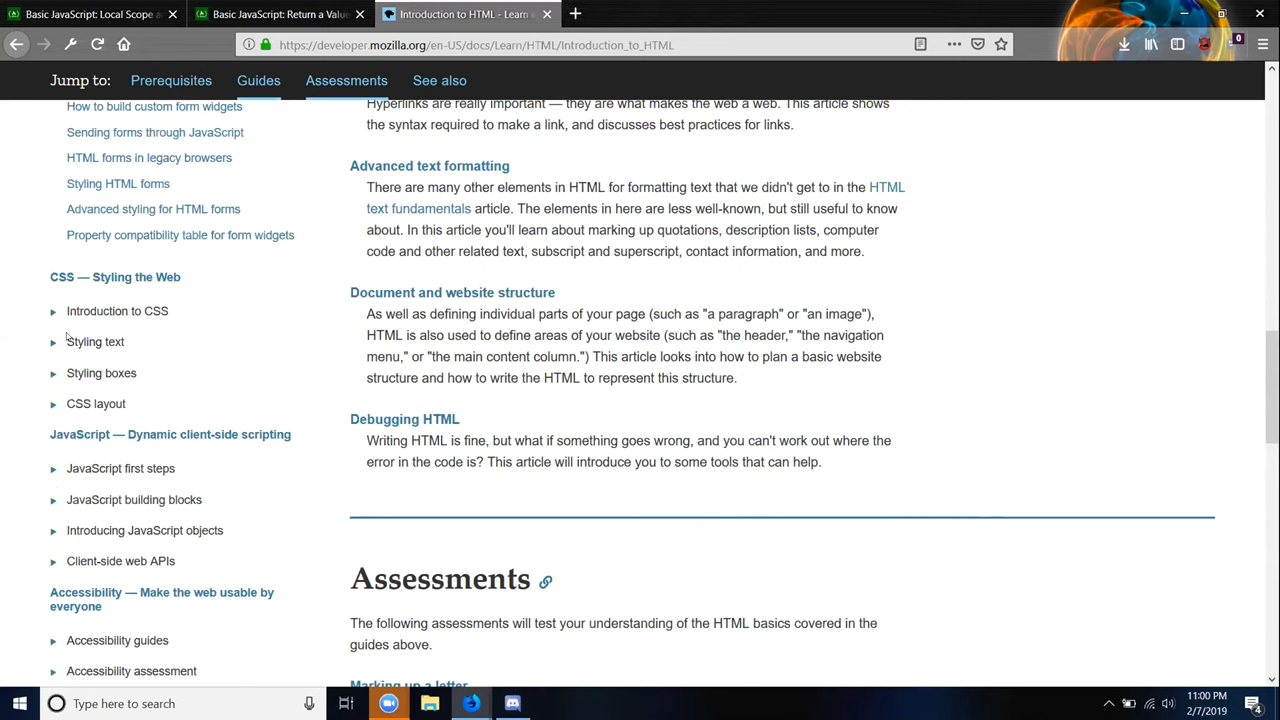 Basic JavaScript: Local Scope a
Basic JavaScript: Return a Value
Introduction to HTML - Learn
https://developer.mozilla.org/en-US/docs/Learn/HTML/Introduction_to_HTML
0
Jump to: Prerequisites Guides Assessments See also
How to build custom form widgets
Sending forms through JavaScript
HTML forms in legacy browsers
Styling HTML forms
Advanced styling for HTML forms
Property compatibility table for form widgets
CSS — Styling the Web
Introduction to CSS
Styling text
Styling boxes
CSS layout
JavaScript — Dynamic client-side scripting
JavaScript first steps
JavaScript building blocks
Introducing JavaScript objects
Client-side web APIs
Accessibility — Make the web usable by
everyone
Accessibility guides
Accessibility assessment
Hyperlinks are really important — they are what makes the web a web. This article shows
the syntax required to make a link, and discusses best practices for links.
Advanced text formatting
There are many other elements in HTML for formatting text that we didn't get to in the HTML
text fundamentals article. The elements in here are less well-known, but still useful to know
about. In this article you'll learn about marking up quotations, description lists, computer
code and other related text, subscript and superscript, contact information, and more.
Document and website structure
As well as defining individual parts of your page (such as "a paragraph" or "an image"),
HTML is also used to define areas of your website (such as "the header," "the navigation
menu," or "the main content column.") This article looks into how to plan a basic website
structure and how to write the HTML to represent this structure.
Debugging HTML
Writing HTML is fine, but what if something goes wrong, and you can't work out where the
error in the code is? This article will introduce you to some tools that can help.
Assessments
The following assessments will test your understanding of the HTML basics covered in the
guides above.
Marking up a letter
Type here to search
11:00 PM
2/7/2019
4